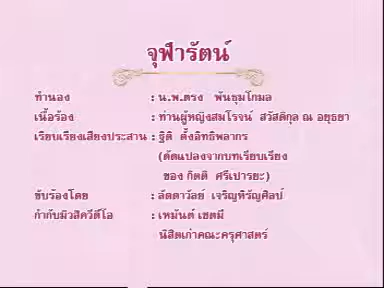 จุฬารัตน์
ทำนอง : น.พ.ตรง พันธุมโกมล
เนื้อร้อง : ท่านผู้หญิงสมโรจน์ สวัสดิกุล ณ อยุธยา
เรียบเรียงเสียงประสาน : ฐิติ ตั้งอิทธิพลากร
(ดัดแปลงจากบทเรียบเรียง
ของ กิตติ ศรีเปารยะ)
ขับร้องโดย : ลัดดาวัลย์ เจริญหิรัญศิลป์
กำกับมิวสิควีดีโอ : เหมันต์ เชตมี
นิสิตเก่าคณะครุศาสตร์